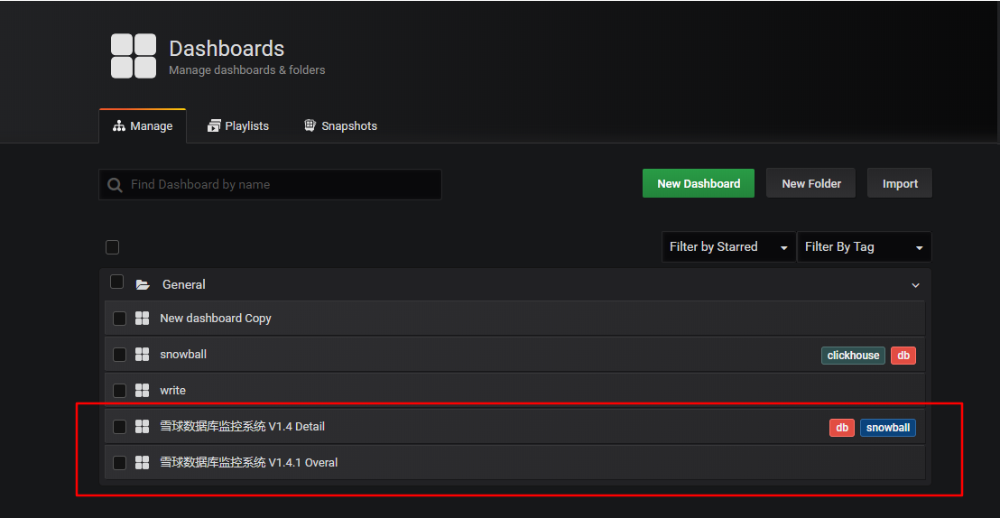 Dashboards
Manage dashboards & folders
Manage Playlists Snapshots
Find Dashboard by name New Dashboard New Folder Import
Filter by Starred Filter By Tag
General
New dashboard Copy
snowball clickhouse db
write
雪球数据库监控系统 V1.4 Detail db snowball
雪球数据库监控系统 V1.4.1 Overal